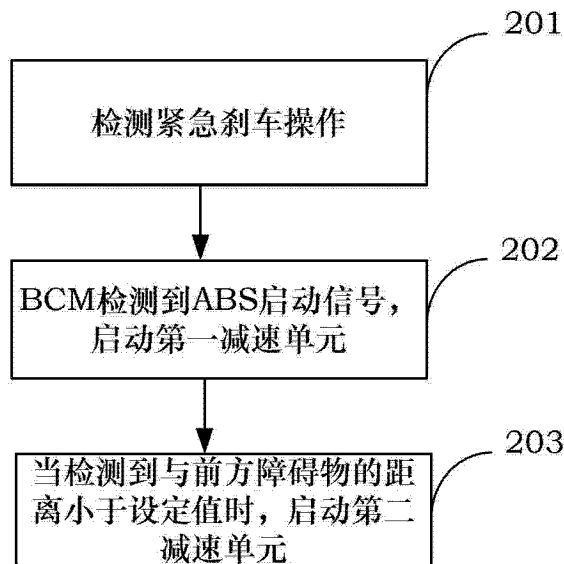 201
检测紧急刹车操作
202
BCM检测到ABS启动信号，
启动第一减速单元
203
当检测到与前方障碍物的距
离小于设定值时，启动第二
减速单元